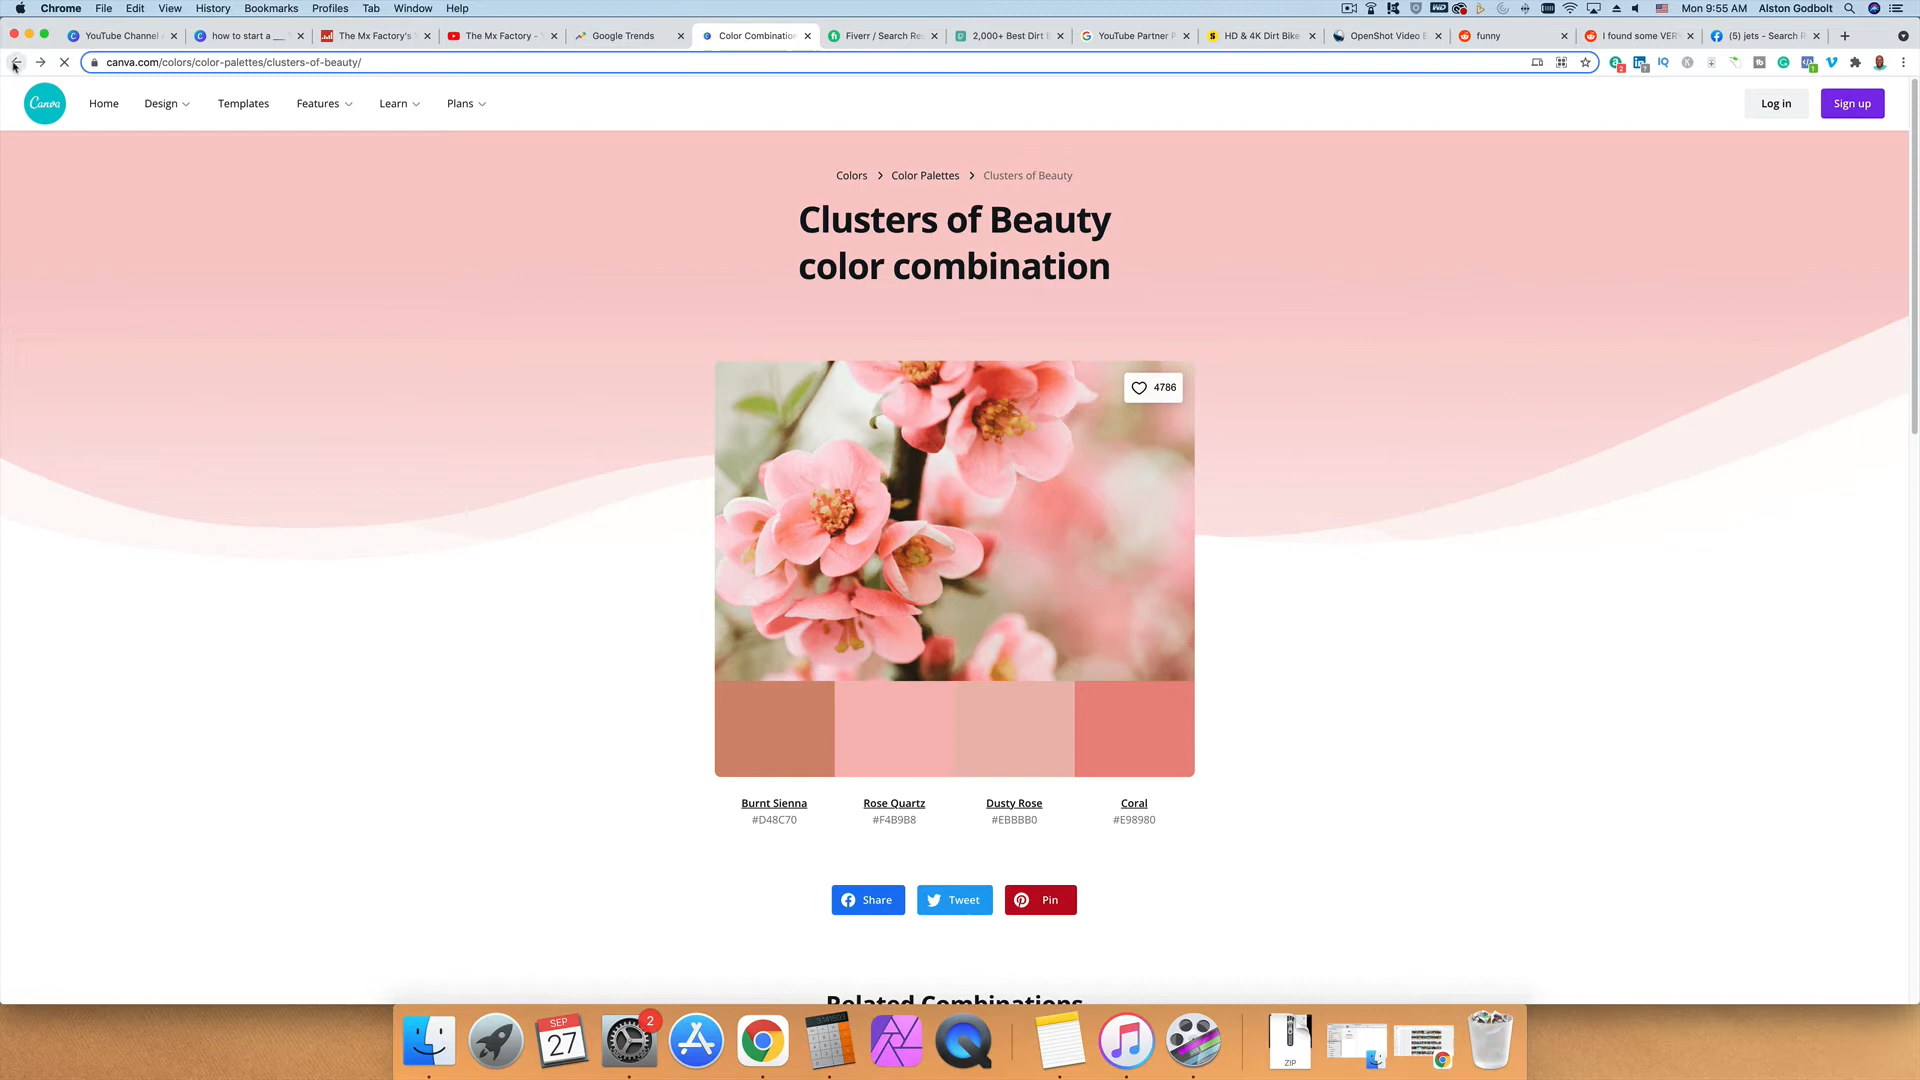 Chrome File Edit View History Bookmarks Profiles Tab Window Help Mon 9:55 AM Alston Godbolt
YouTube Channel how to start a ___ The Mx Factory's The Mx Factory - Google Trends Color Combination Fiverr / Search Re 2,000+ Best Dirt YouTube Partner P HD & 4K Dirt Bike OpenShot Video funny I found some VER (5) jets - Search R
canva.com/colors/color-palettes/clusters-of-beauty/
Canva Home Design Templates Features Learn Plans Log in Sign up
Colors Color Palettes Clusters of Beauty
Clusters of Beauty
color combination
4786
Burnt Sienna Rose Quartz Dusty Rose Coral
#D48C70 #F4B9B8 #EBBBB0 #E98980
Share Tweet Pin
Related Combinations
SEP
27
2
ZIP